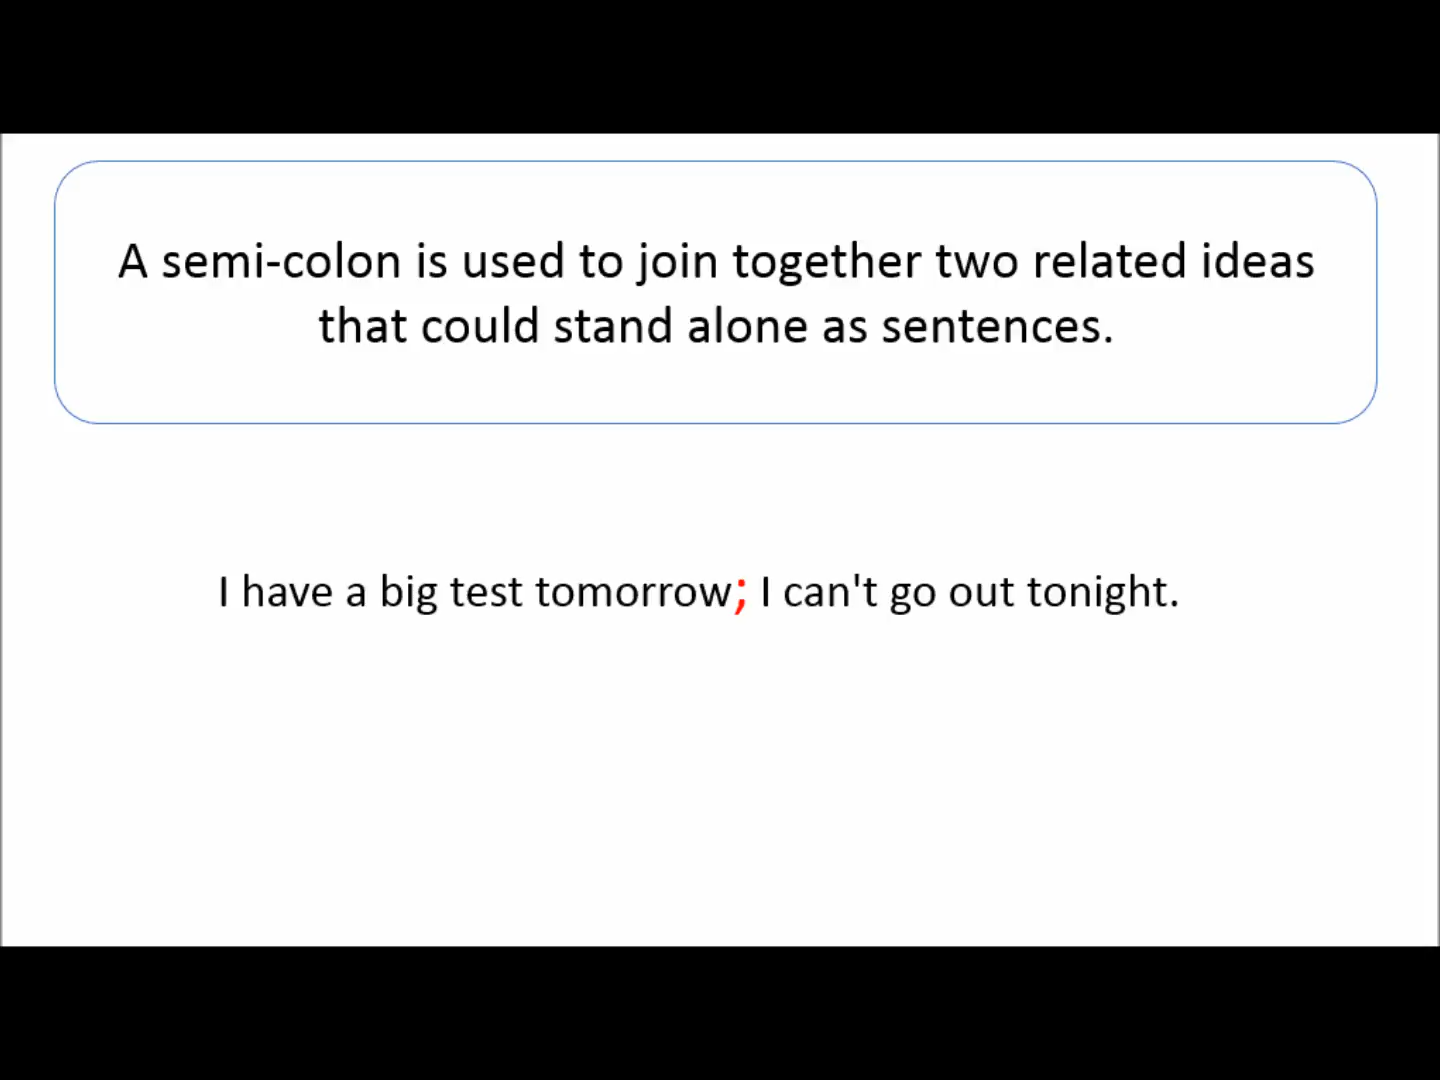 A semi-colon is used to join together two related ideas
that could stand alone as sentences.
I have a big test tomorrow; I can't go out tonight.